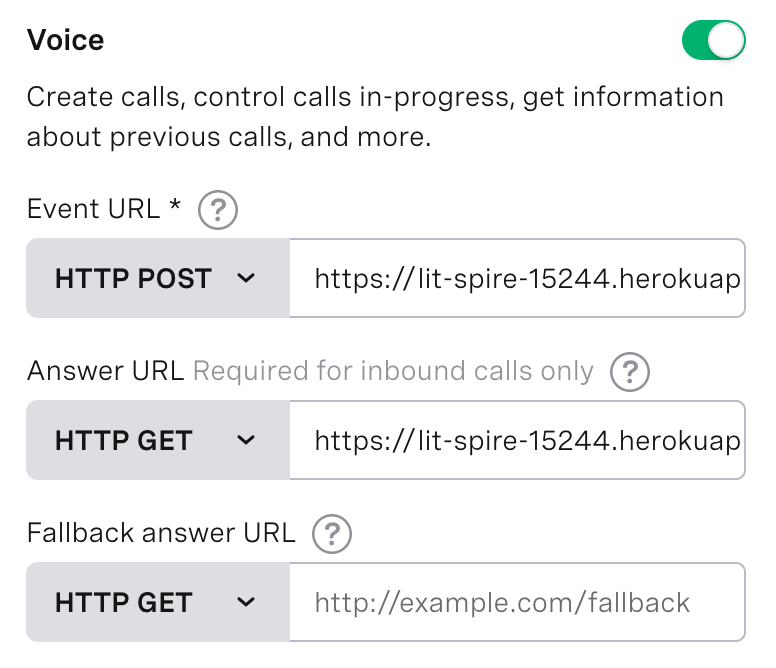 Voice
Create calls, control calls in-progress, get information
about previous calls, and more.
Event URL * ?
HTTP POST https://lit-spire-15244.herokuap
Answer URL Required for inbound calls only ?
HTTP GET https://lit-spire-15244.herokuap
Fallback answer URL ?
HTTP GET http://example.com/fallback